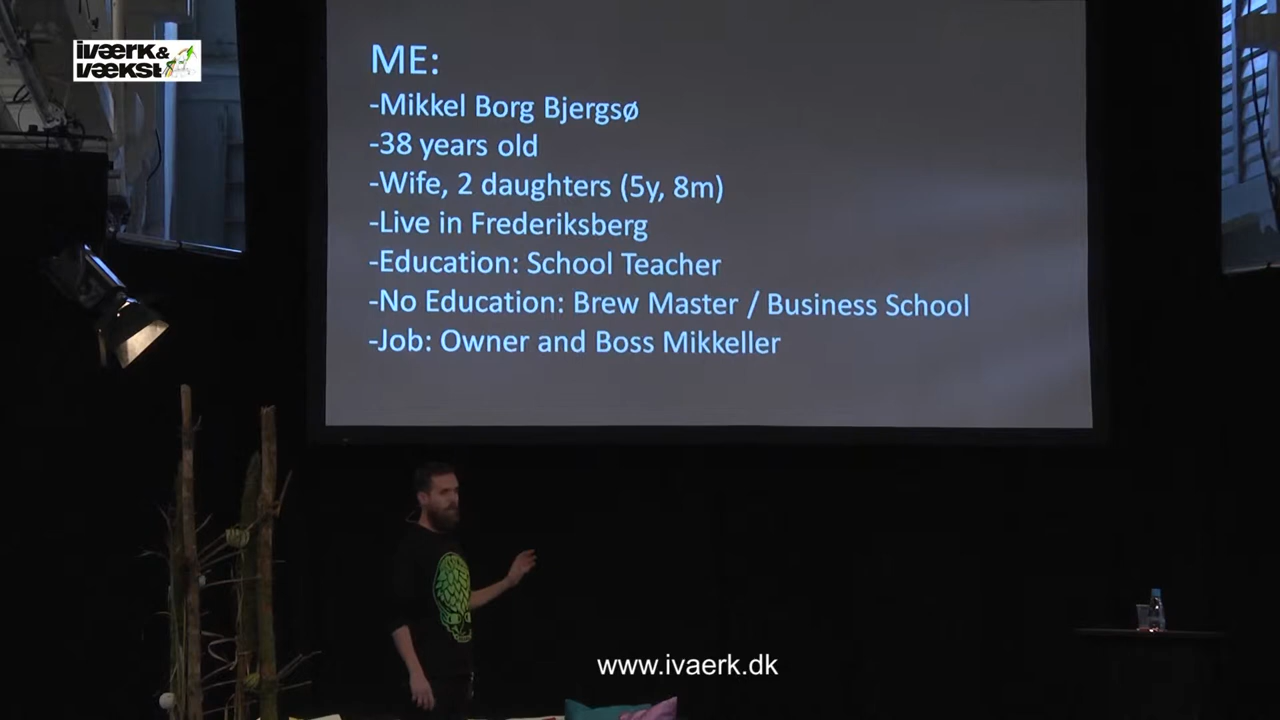 iværk&
vækst
ME:
-Mikkel Borg Bjergsø
-38 years old
-Wife, 2 daughters (5y, 8m)
-Live in Frederiksberg
-Education: School Teacher
-No Education: Brew Master / Business School
-Job: Owner and Boss Mikkeller
www.ivaerk.dk